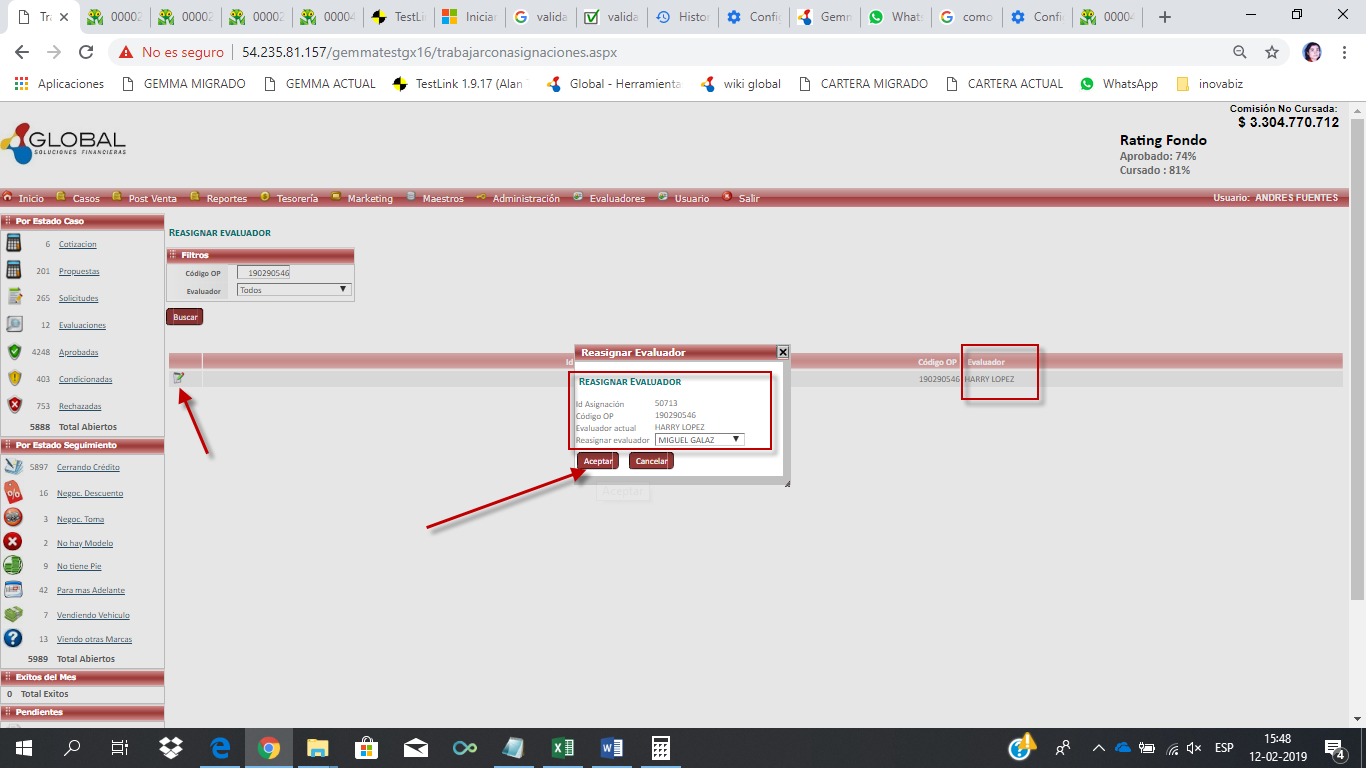 Tra
00002
00002
00002
00004
TestLin
Iniciar
valida
valida
Histor
Config
Gemm
Whats
como
Confi
00004
No es seguro
54.235.81.157/gemmatestgx16/trabajarconasignaciones.aspx
Aplicaciones
GEMMA MIGRADO
GEMMA ACTUAL
TestLink 1.9.17 (Alan
Global - Herramienta
wiki global
CARTERA MIGRADO
CARTERA ACTUAL
WhatsApp
inovabiz
GLOBAL
SOLUCIONES FINANCIERAS
Comisión No Cursada:
$ 3.304.770.712
Rating Fondo
Aprobado: 74%
Cursado : 81%
Inicio
Casos
Post Venta
Reportes
Tesorería
Marketing
Maestros
Administración
Evaluadores
Usuario
Salir
Usuario: ANDRES FUENTES
Por Estado Caso
6 Cotizacion
201 Propuestas
265 Solicitudes
12 Evaluaciones
4248 Aprobadas
403 Condicionadas
753 Rechazadas
5888 Total Abiertos
Por Estado Seguimiento
5897 Cerrando Crédito
16 Negoc. Descuento
3 Negoc. Toma
2 No hay Modelo
9 No tiene Pie
42 Para mas Adelante
7 Vendiendo Vehiculo
13 Viendo otras Marcas
5989 Total Abiertos
Exitos del Mes
0 Total Exitos
Pendientes
REASIGNAR EVALUADOR
Filtros
Código OP 190290546
Evaluador Todos
Buscar
Id
Código OP
Evaluador
190290546
HARRY LOPEZ
Reasignar Evaluador
REASIGNAR EVALUADOR
Id Asignación 50713
Código OP 190290546
Evaluador actual HARRY LOPEZ
Reasignar evaluador MIGUEL GALAZ
Aceptar
Cancelar
Aceptar
ESP
15:48
12-02-2019
4